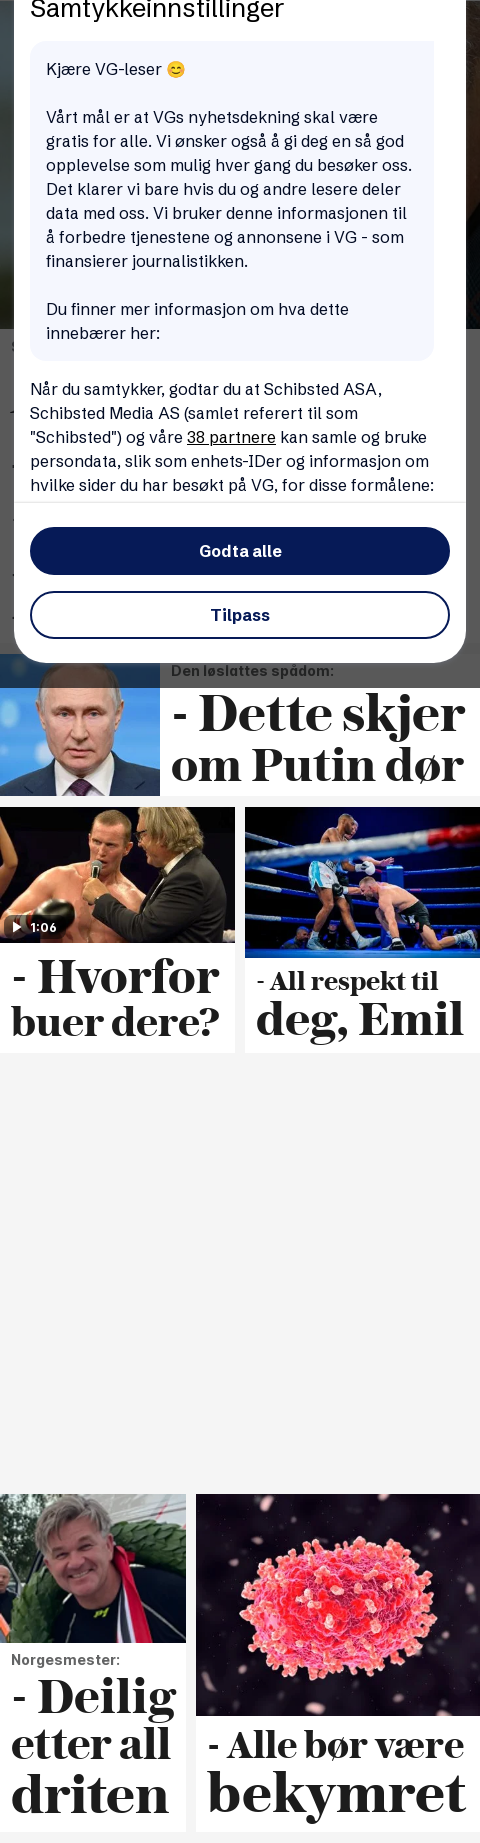 Samtykkeinnstillinger
Kjære VG-leser 😊
Vårt mål er at VGs nyhetsdekning skal være
gratis for alle. Vi ønsker også å gi deg en så god
opplevelse som mulig hver gang du besøker oss.
Det klarer vi bare hvis du og andre lesere deler
data med oss. Vi bruker denne informasjonen til
å forbedre tjenestene og annonsene i VG - som
finansierer journalistikken.
Du finner mer informasjon om hva dette
innebærer her:
Når du samtykker, godtar du at Schibsted ASA,
Schibsted Media AS (samlet referert til som
"Schibsted") og våre 38 partnere kan samle og bruke
persondata, slik som enhets-IDer og informasjon om
hvilke sider du har besøkt på VG, for disse formålene:
Godta alle
Tilpass
Den løslattes spådom:
- Dette skjer
om Putin dør
1:06
- Hvorfor
buer dere?
- All respekt til
deg, Emil
Norgesmester:
- Deilig
etter all
driten
- Alle bør være
bekymret